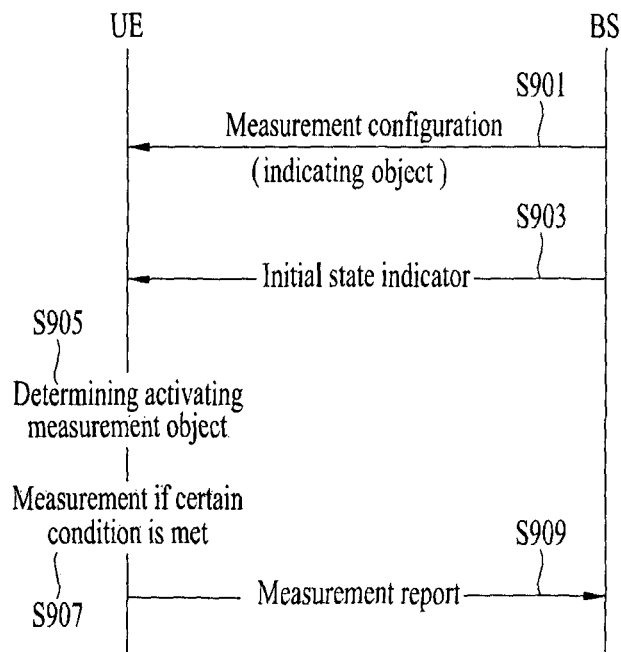 UE
BS
S901
Measurement configuration
(indicating object)
S903
Initial state indicator
S905
Determining activating
measurement object
Measurement if certain
condition is met
S907
S909
Measurement report